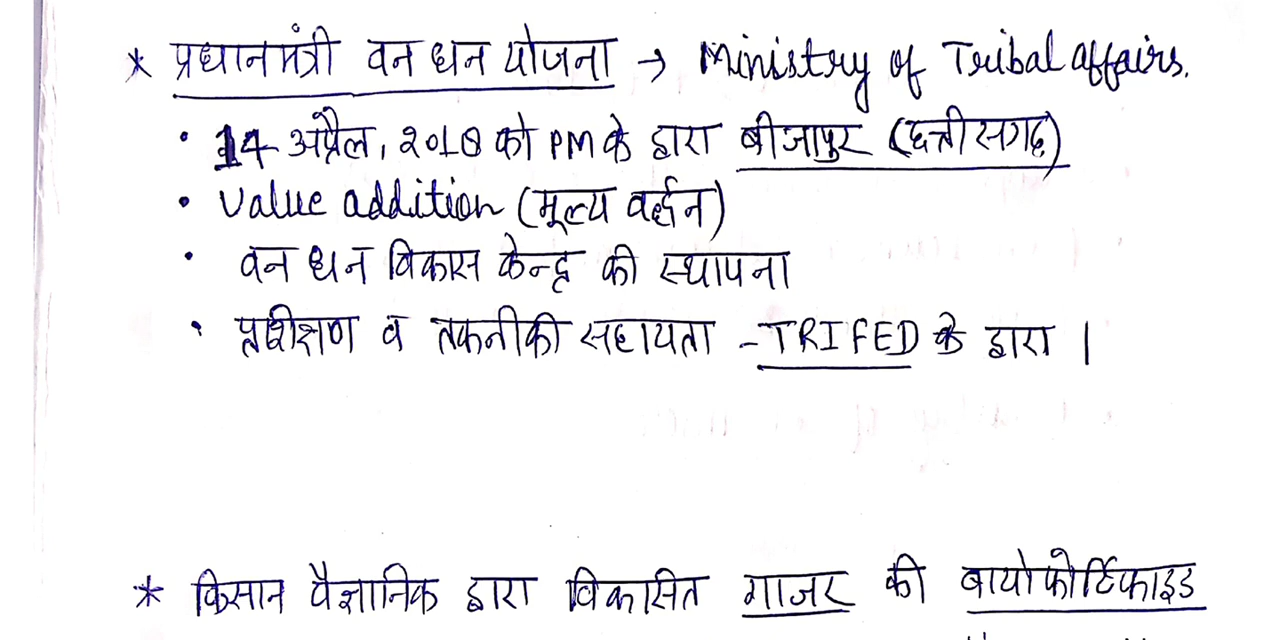 * प्रधानमंत्री वन धन योजना → Ministry of Tribal affairs.
• 14 अप्रैल, 2018 को PM के द्वारा बीजापुर (छत्तीसगढ़)
• Value addition (मूल्य वर्द्धन)
• वन धन विकास केन्द्र की स्थापना
• प्रशीक्षण व तकनीकी सहायता - TRIFED के द्वारा |
* किसान वैज्ञानिक द्वारा विकसित गाजर की बायोफोर्टिफाइड